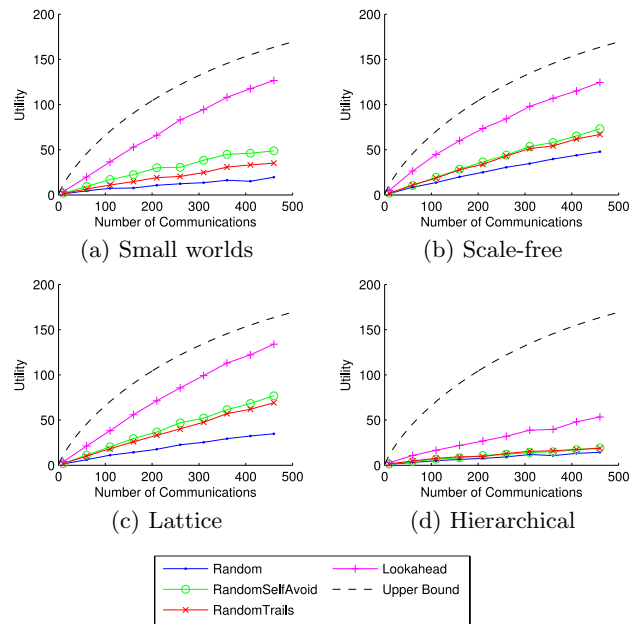 200
150
100
50
0
Utility
0 100 200 300 400 500
Number of Communications
(a) Small worlds
200
150
100
50
0
Utility
0 100 200 300 400 500
Number of Communications
(b) Scale-free
200
150
100
50
0
Utility
0 100 200 300 400 500
Number of Communications
(c) Lattice
200
150
100
50
0
Utility
0 100 200 300 400 500
Number of Communications
(d) Hierarchical
Random
RandomSelfAvoid
RandomTrails
Lookahead
Upper Bound